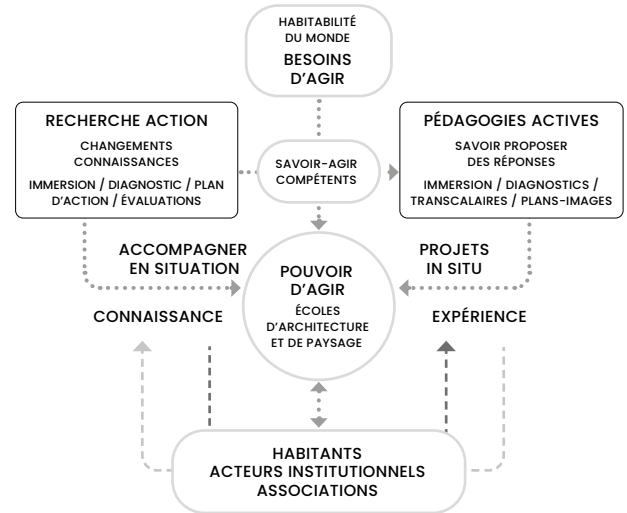 HABITABILITÉ
DU MONDE
BESOINS
D'AGIR
RECHERCHE ACTION
CHANGEMENTS
CONNAISSANCES
IMMERSION / DIAGNOSTIC / PLAN
D'ACTION / ÉVALUATIONS
SAVOIR-AGIR
COMPÉTENTS
PÉDAGOGIES ACTIVES
SAVOIR PROPOSER
DES RÉPONSES
IMMERSION / DIAGNOSTICS /
TRANSCALAIRES / PLANS-IMAGES
ACCOMPAGNER
EN SITUATION
POUVOIR
D'AGIR
ÉCOLES
D'ARCHITECTURE
ET DE PAYSAGE
PROJETS
IN SITU
CONNAISSANCE
EXPÉRIENCE
HABITANTS
ACTEURS INSTITUTIONNELS
ASSOCIATIONS